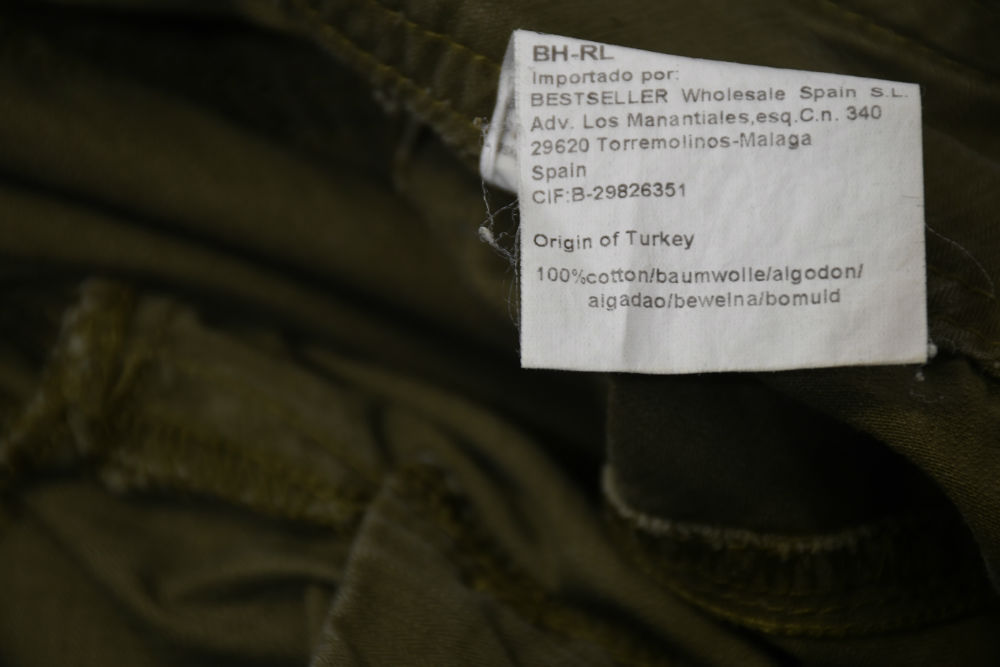 BH-RL
Importado por:
BESTSELLER Wholesale Spain S.L.
Adv. Los Manantiales,esq.C.n. 340
29620 Torremolinos-Malaga
Spain
CIF:B-29826351
Origin of Turkey
100%cotton/baumwolle/algodon/
algadao/bewelna/bomuld